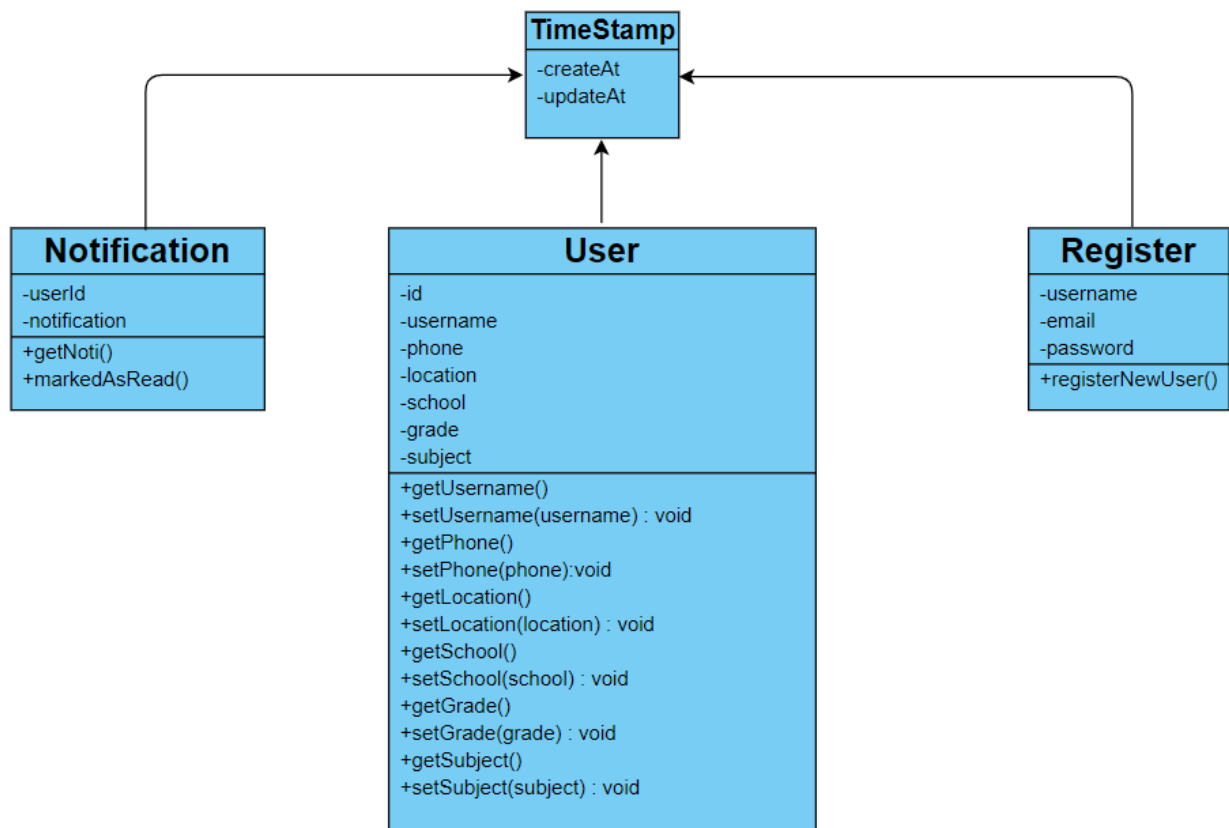 TimeStamp
-createAt
-updateAt
Notification
-userId
-notification
+getNoti()
+markedAsRead()
User
-id
-username
-phone
-location
-school
-grade
-subject
+getUsername()
+setUsername(username) : void
+getPhone()
+setPhone(phone):void
+getLocation()
+setLocation(location) : void
+getSchool()
+setSchool(school) : void
+getGrade()
+setGrade(grade) : void
+getSubject()
+setSubject(subject) : void
Register
-username
-email
-password
+registerNewUser()